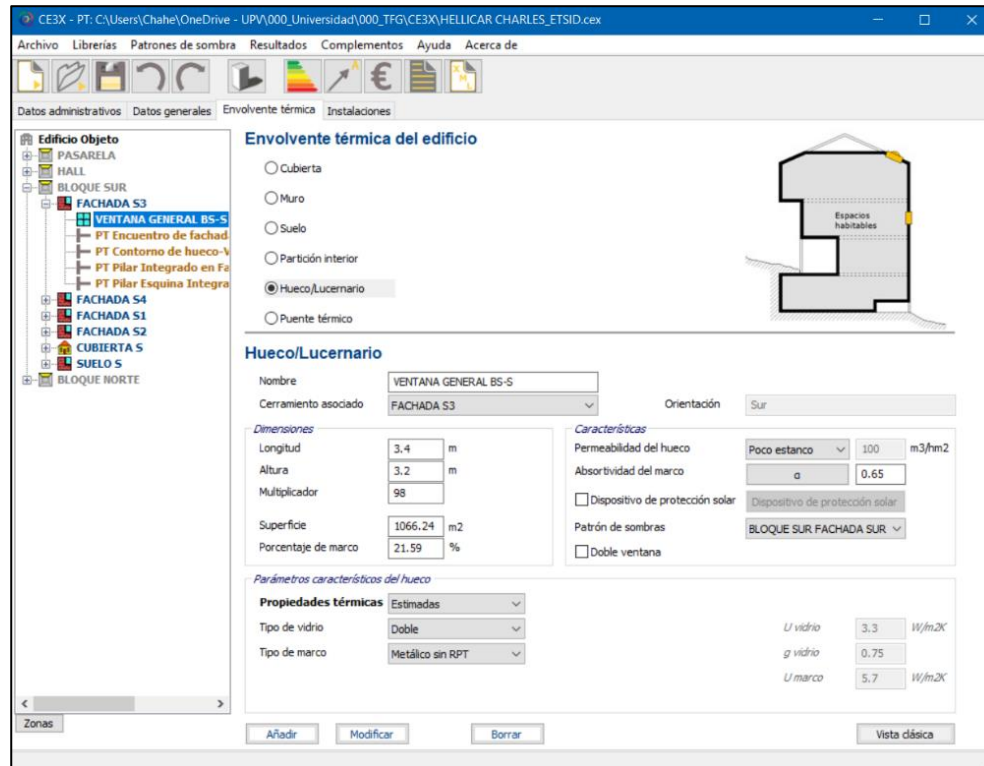 CE3X - PT: C:\Users\Chahe\OneDrive - UPV\000_Universidad\000_TFG\CE3X\HELLICAR CHARLES_ETSID.cex
Archivo Librerías Patrones de sombra Resultados Complementos Ayuda Acerca de
Datos administrativos Datos generales Envolvente térmica Instalaciones
Edificio Objeto
PASARELA
HALL
BLOQUE SUR
FACHADA S3
VENTANA GENERAL BS-S
PT Encuentro de fachad
PT Contorno de hueco-V
PT Pilar Integrado en Fa
PT Pilar Esquina Integra
FACHADA S4
FACHADA S1
FACHADA S2
CUBIERTA S
SUELO S
BLOQUE NORTE
Zonas
Envolvente térmica del edificio
Cubierta
Muro
Suelo
Partición interior
Hueco/Lucernario
Puente térmico
Espacios
habitables
Hueco/Lucernario
Nombre VENTANA GENERAL BS-S
Cerramiento asociado FACHADA S3 Orientación Sur
Dimensiones
Longitud 3.4 m
Altura 3.2 m
Multiplicador 98
Superficie 1066.24 m2
Porcentaje de marco 21.59 %
Características
Permeabilidad del hueco Poco estanco 100 m3/hm2
Absortividad del marco α 0.65
Dispositivo de protección solar Dispositivo de protección solar
Patrón de sombras BLOQUE SUR FACHADA SUR
Doble ventana
Parámetros característicos del hueco
Propiedades térmicas Estimadas
Tipo de vidrio Doble
Tipo de marco Metálico sin RPT
U vidrio 3.3 W/m2K
g vidrio 0.75
U marco 5.7 W/m2K
Añadir Modificar Borrar Vista clásica